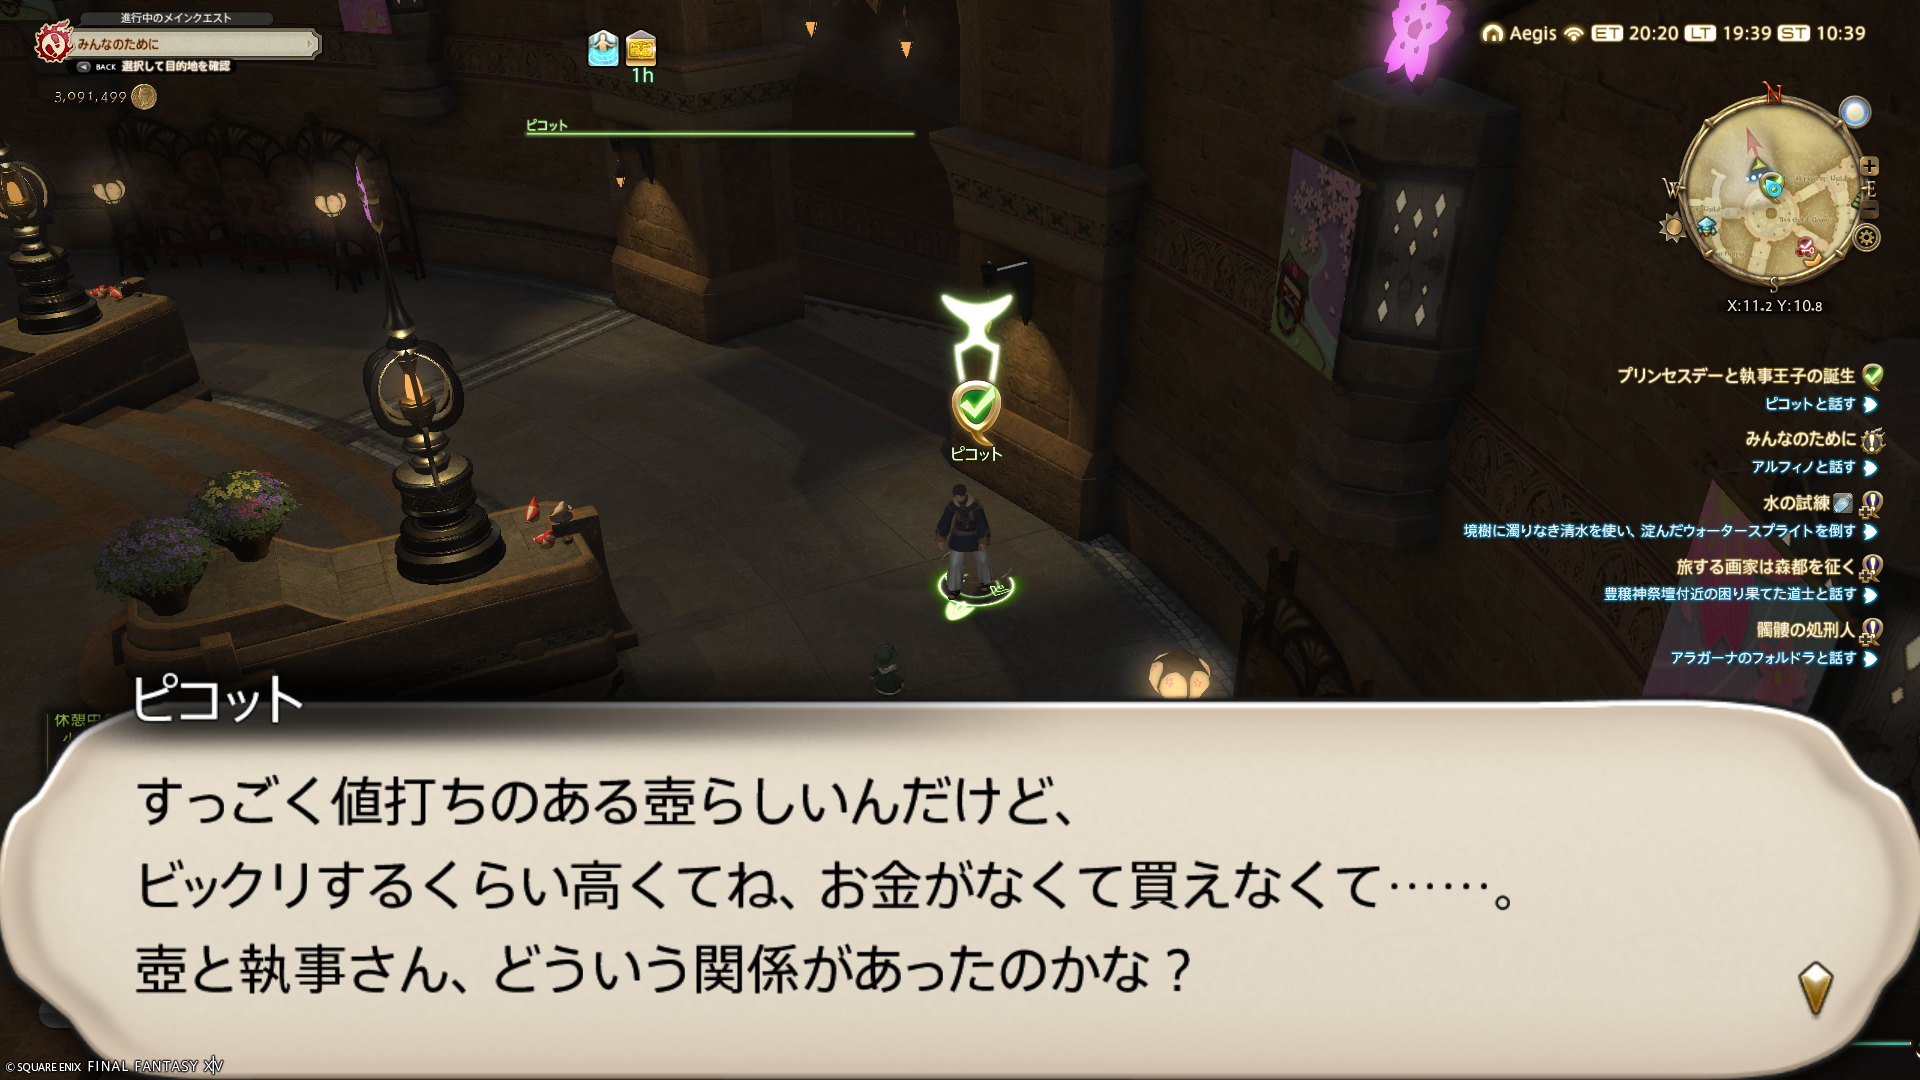 進行中のメインクエスト
みんなのために
BACK 選択して目的地を確認
3,091,499
1h
ピコット
Aegis ET 20:20 LT 19:39 ST 10:39
N
W
E
S
X:11.2 Y:10.8
プリンセスデーと執事王子の誕生
ピコットと話す
みんなのために
アルフィノと話す
水の試練
境樹に濁りなき清水を使い、淀んだウォータースプライトを倒す
旅する画家は森都を征く
豊穣神祭壇付近の困り果てた道士と話す
髑髏の処刑人
アラガーナのフォルドラと話す
ピコット
休憩中
ピコット
すっごく値打ちのある壺らしいんだけど、
ビックリするくらい高くてね、お金がなくて買えなくて……。
壺と執事さん、どういう関係があったのかな？
© SQUARE ENIX FINAL FANTASY XIV